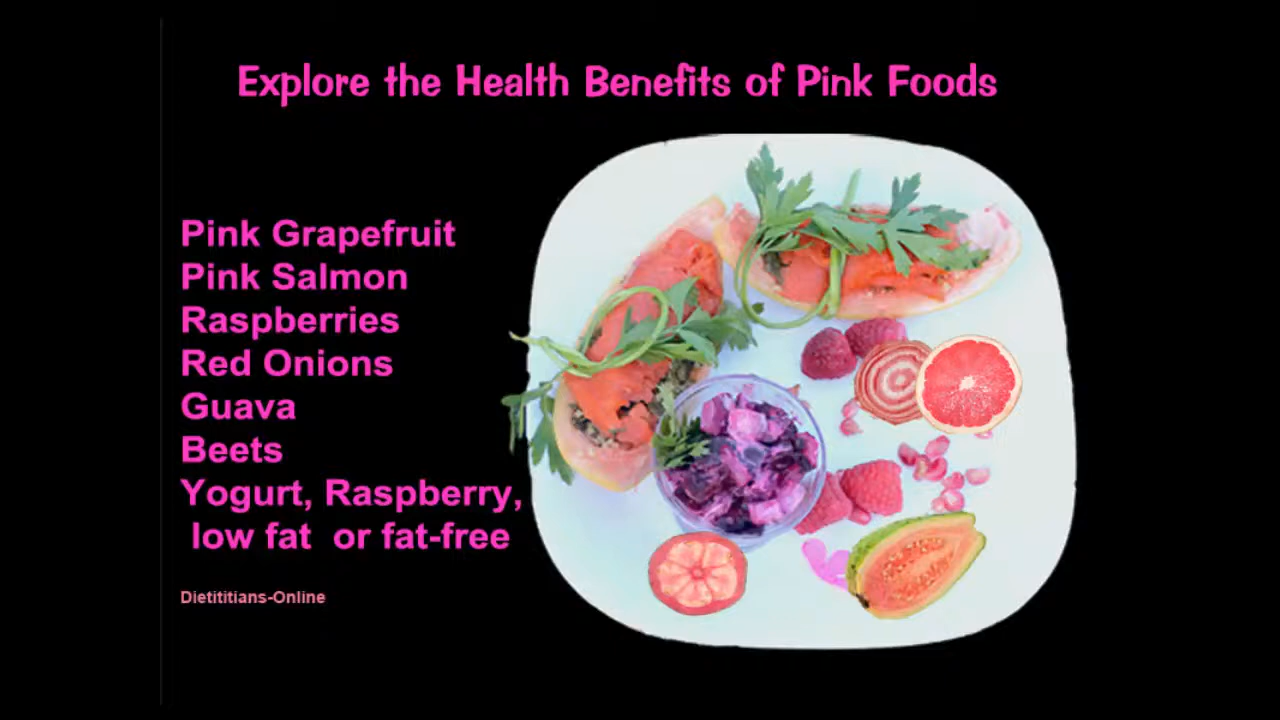 Explore the Health Benefits of Pink Foods
Pink Grapefruit
Pink Salmon
Raspberries
Red Onions
Guava
Beets
Yogurt, Raspberry,
low fat  or fat-free
Dietititians-Online